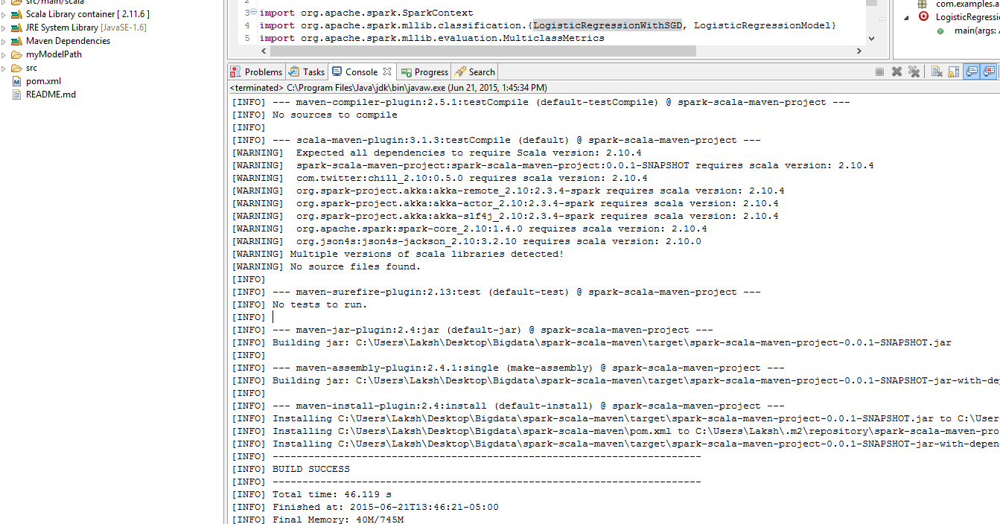 src/main/scala
Scala Library container [ 2.11.6 ]
JRE System Library [JavaSE-1.6]
Maven Dependencies
myModelPath
src
pom.xml
README.md
2
3 import org.apache.spark.SparkContext
4 import org.apache.spark.mllib.classification.{LogisticRegressionWithSGD, LogisticRegressionModel}
5 import org.apache.spark.mllib.evaluation.MulticlassMetrics
com.examples.a
LogisticRegressi
main(args: A
Problems Tasks Console Progress Search
<terminated> C:\Program Files\Java\jdk\bin\javaw.exe (Jun 21, 2015, 1:45:34 PM)
[INFO] --- maven-compiler-plugin:2.5.1:testCompile (default-testCompile) @ spark-scala-maven-project ---
[INFO] No sources to compile
[INFO]
[INFO] --- scala-maven-plugin:3.1.3:testCompile (default) @ spark-scala-maven-project ---
[WARNING]  Expected all dependencies to require Scala version: 2.10.4
[WARNING]  spark-scala-maven-project:spark-scala-maven-project:0.0.1-SNAPSHOT requires scala version: 2.10.4
[WARNING]  com.twitter:chill_2.10:0.5.0 requires scala version: 2.10.4
[WARNING]  org.spark-project.akka:akka-remote_2.10:2.3.4-spark requires scala version: 2.10.4
[WARNING]  org.spark-project.akka:akka-actor_2.10:2.3.4-spark requires scala version: 2.10.4
[WARNING]  org.spark-project.akka:akka-slf4j_2.10:2.3.4-spark requires scala version: 2.10.4
[WARNING]  org.apache.spark:spark-core_2.10:1.4.0 requires scala version: 2.10.4
[WARNING]  org.json4s:json4s-jackson_2.10:3.2.10 requires scala version: 2.10.0
[WARNING] Multiple versions of scala libraries detected!
[WARNING] No source files found.
[INFO]
[INFO] --- maven-surefire-plugin:2.13:test (default-test) @ spark-scala-maven-project ---
[INFO] No tests to run.
[INFO]
[INFO] --- maven-jar-plugin:2.4:jar (default-jar) @ spark-scala-maven-project ---
[INFO] Building jar: C:\Users\Laksh\Desktop\Bigdata\spark-scala-maven\target\spark-scala-maven-project-0.0.1-SNAPSHOT.jar
[INFO]
[INFO] --- maven-assembly-plugin:2.4.1:single (make-assembly) @ spark-scala-maven-project ---
[INFO] Building jar: C:\Users\Laksh\Desktop\Bigdata\spark-scala-maven\target\spark-scala-maven-project-0.0.1-SNAPSHOT-jar-with-de
[INFO]
[INFO] --- maven-install-plugin:2.4:install (default-install) @ spark-scala-maven-project ---
[INFO] Installing C:\Users\Laksh\Desktop\Bigdata\spark-scala-maven\target\spark-scala-maven-project-0.0.1-SNAPSHOT.jar to C:\User
[INFO] Installing C:\Users\Laksh\Desktop\Bigdata\spark-scala-maven\pom.xml to C:\Users\Laksh\.m2\repository\spark-scala-maven-pro
[INFO] Installing C:\Users\Laksh\Desktop\Bigdata\spark-scala-maven\target\spark-scala-maven-project-0.0.1-SNAPSHOT-jar-with-depen
[INFO] ------------------------------------------------------------------------
[INFO] BUILD SUCCESS
[INFO] ------------------------------------------------------------------------
[INFO] Total time: 46.119 s
[INFO] Finished at: 2015-06-21T13:46:21-05:00
[INFO] Final Memory: 40M/745M